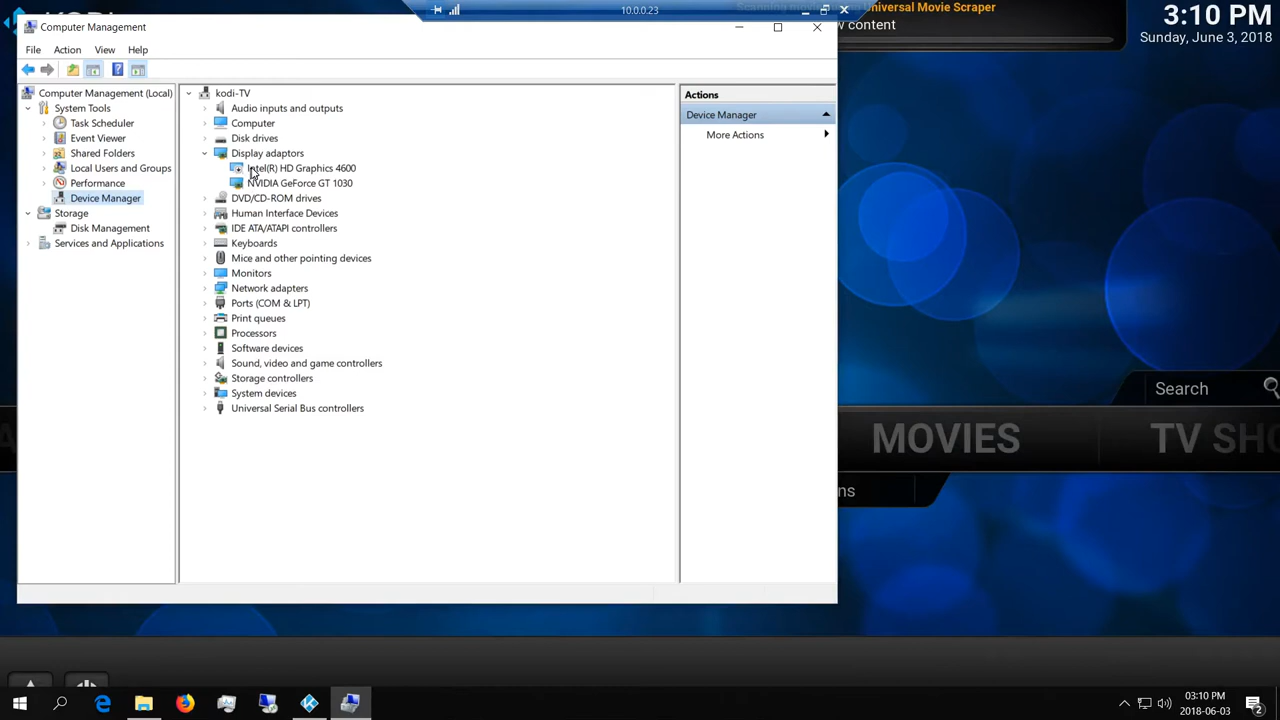 10.0.0.23
Computer Management
File Action View Help
Computer Management (Local)
System Tools
Task Scheduler
Event Viewer
Shared Folders
Local Users and Groups
Performance
Device Manager
Storage
Disk Management
Services and Applications
kodi-TV
Audio inputs and outputs
Computer
Disk drives
Display adaptors
Intel(R) HD Graphics 4600
NVIDIA GeForce GT 1030
DVD/CD-ROM drives
Human Interface Devices
IDE ATA/ATAPI controllers
Keyboards
Mice and other pointing devices
Monitors
Network adapters
Ports (COM & LPT)
Print queues
Processors
Software devices
Sound, video and game controllers
Storage controllers
System devices
Universal Serial Bus controllers
Actions
Device Manager
More Actions
Universal Movie Scraper
w content
3:10 PM
Sunday, June 3, 2018
Search
MOVIES TV SHO
ns
03:10 PM
2018-06-03
2